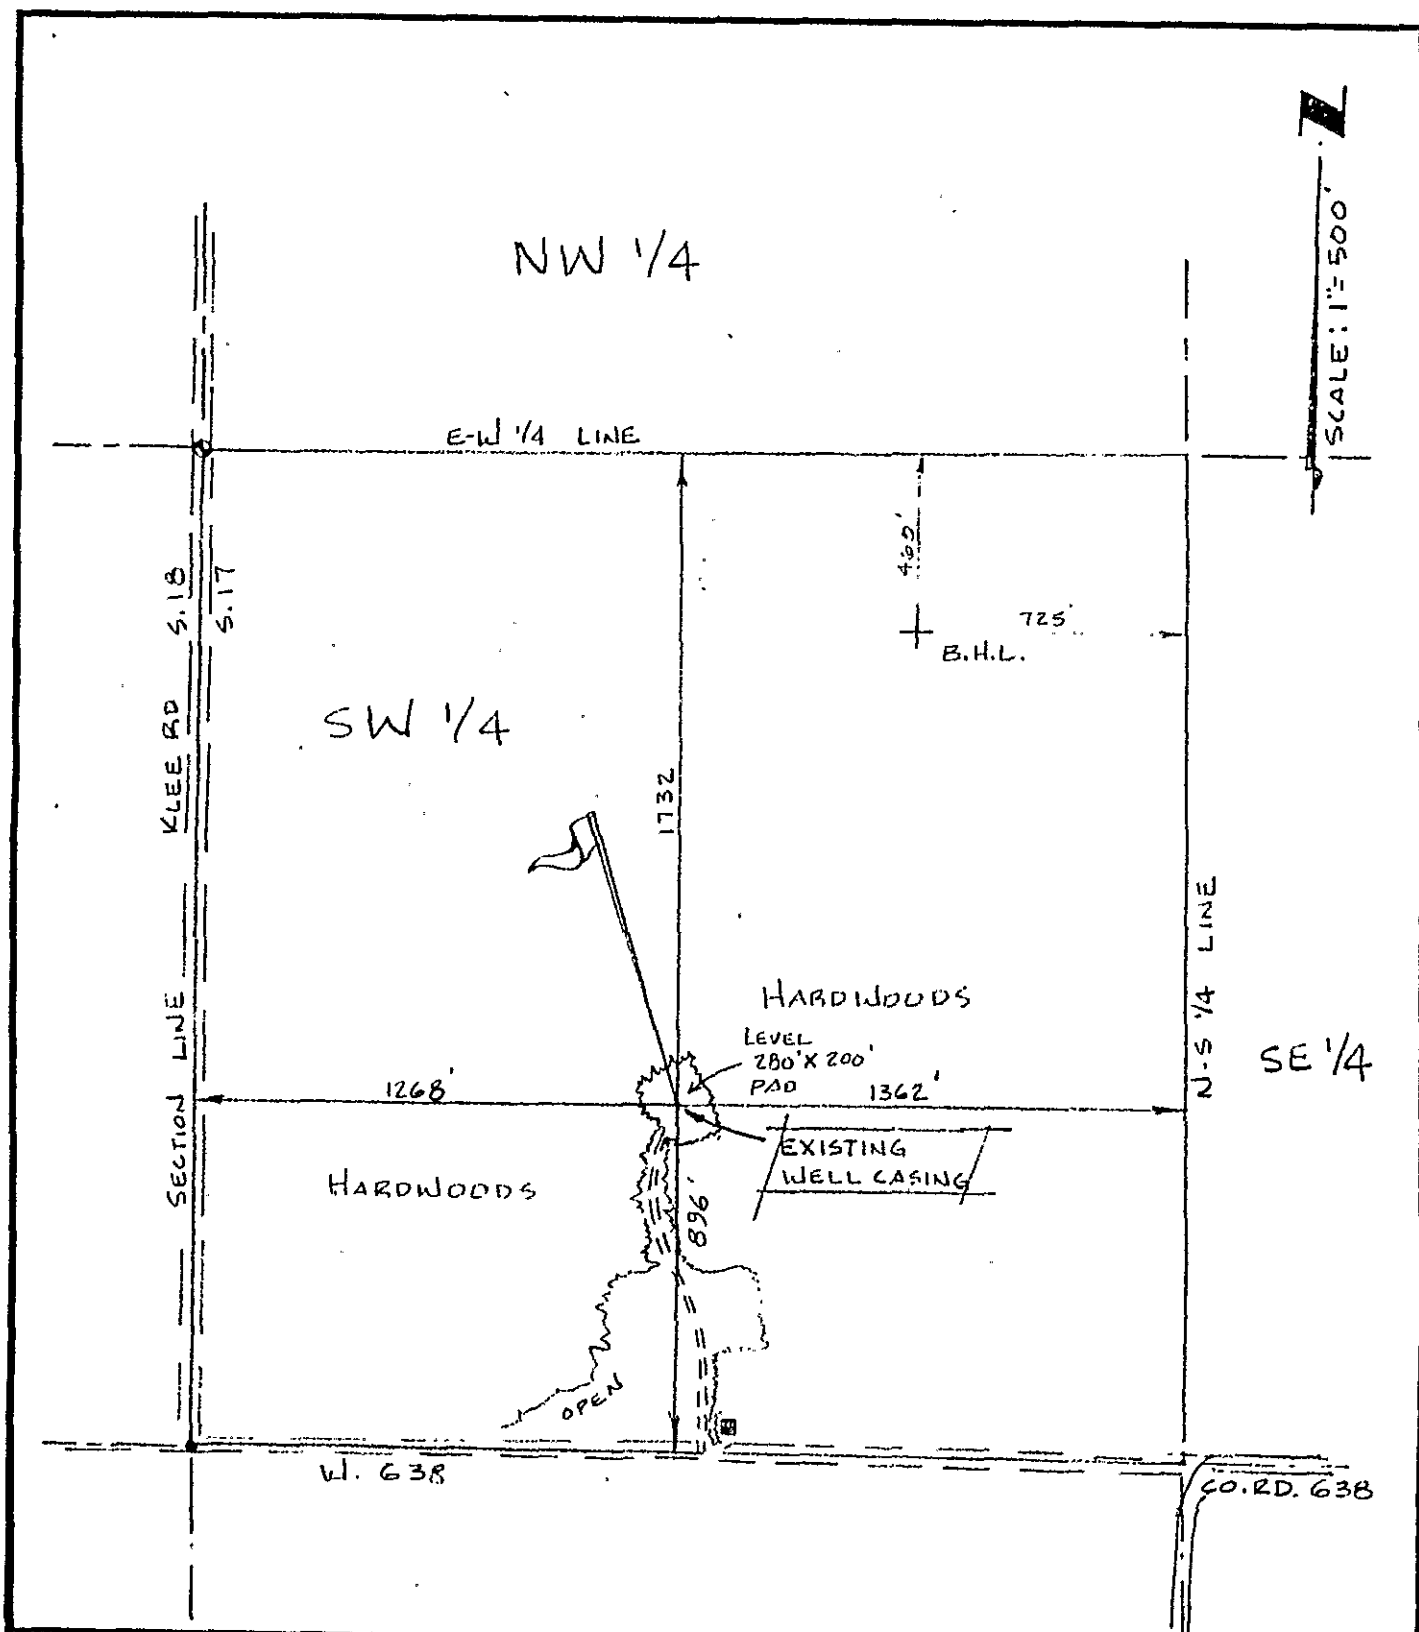 N
SCALE: 1"=500'
NW 1/4
E-W 1/4 LINE
KLEE RD S.18
S.17
725'
B.H.L.
SW 1/4
1732
N-S 1/4 LINE
HARDWOODS
SE 1/4
LEVEL
280'X 200'
PAD
SECTION LINE
1268'
1362'
EXISTING
WELL CASING
HARDWOODS
896'
OPEN
W. 638
CO. RD. 638